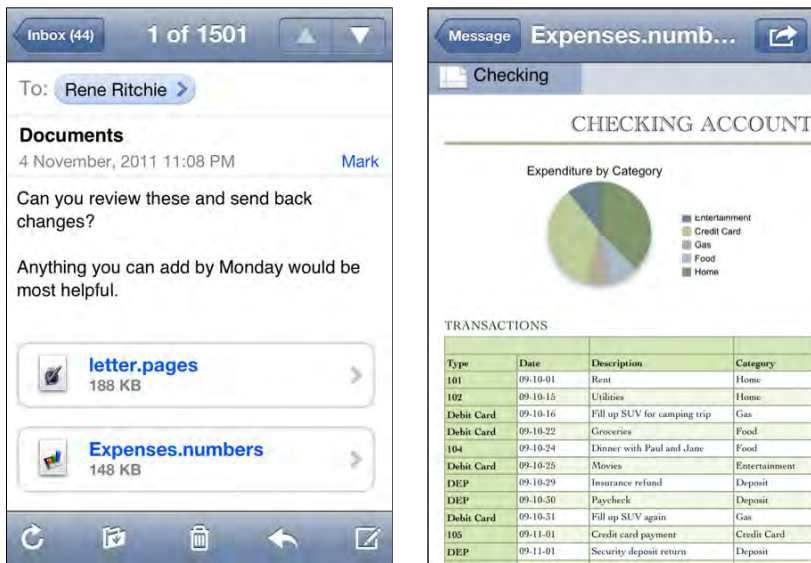 Inbox (44)
1 of 1501
To: Rene Ritchie
Documents
4 November, 2011 11:08 PM
Mark
Can you review these and send back
changes?
Anything you can add by Monday would be
most helpful.
letter.pages
188 KB
Expenses.numbers
148 KB
Message
Expenses.numb...
Checking
CHECKING ACCOUNT
Expenditure by Category
Entertainment
Credit Card
Gas
Food
Home
TRANSACTIONS
Type Date Description Category
101 09-10-01 Rent Home
102 09-10-15 Utilities Home
Debit Card 09-10-16 Fill up SUV for camping trip Gas
Debit Card 09-10-22 Groceries Food
104 09-10-24 Dinner with Paul and Jane Food
Debit Card 09-10-25 Movies Entertainment
DEP 09-10-29 Insurance refund Deposit
DEP 09-10-30 Paycheck Deposit
Debit Card 09-10-31 Fill up SUV again Gas
105 09-11-01 Credit card payment Credit Card
DEP 09-11-01 Security deposit return Deposit